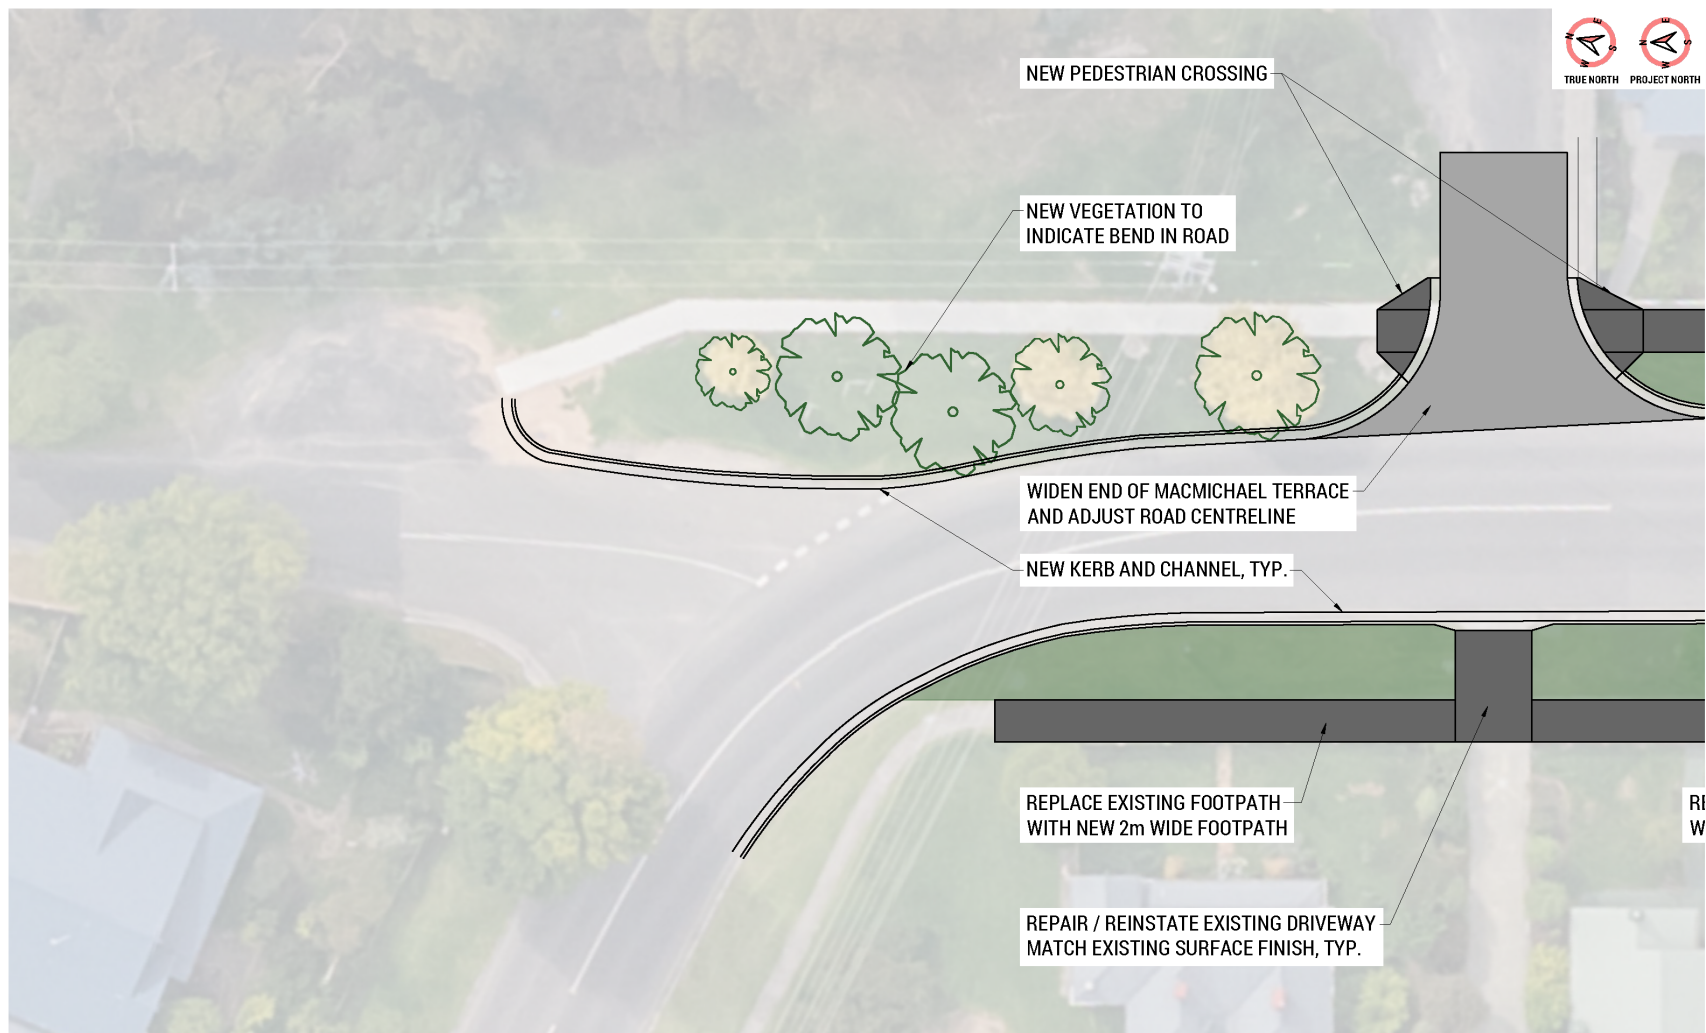 NEW PEDESTRIAN CROSSING
N
E
S
W
TRUE NORTH
N
E
S
W
PROJECT NORTH
NEW VEGETATION TO
INDICATE BEND IN ROAD
WIDEN END OF MACMICHAEL TERRACE
AND ADJUST ROAD CENTRELINE
NEW KERB AND CHANNEL, TYP.
REPLACE EXISTING FOOTPATH
WITH NEW 2m WIDE FOOTPATH
REPAIR / REINSTATE EXISTING DRIVEWAY
MATCH EXISTING SURFACE FINISH, TYP.